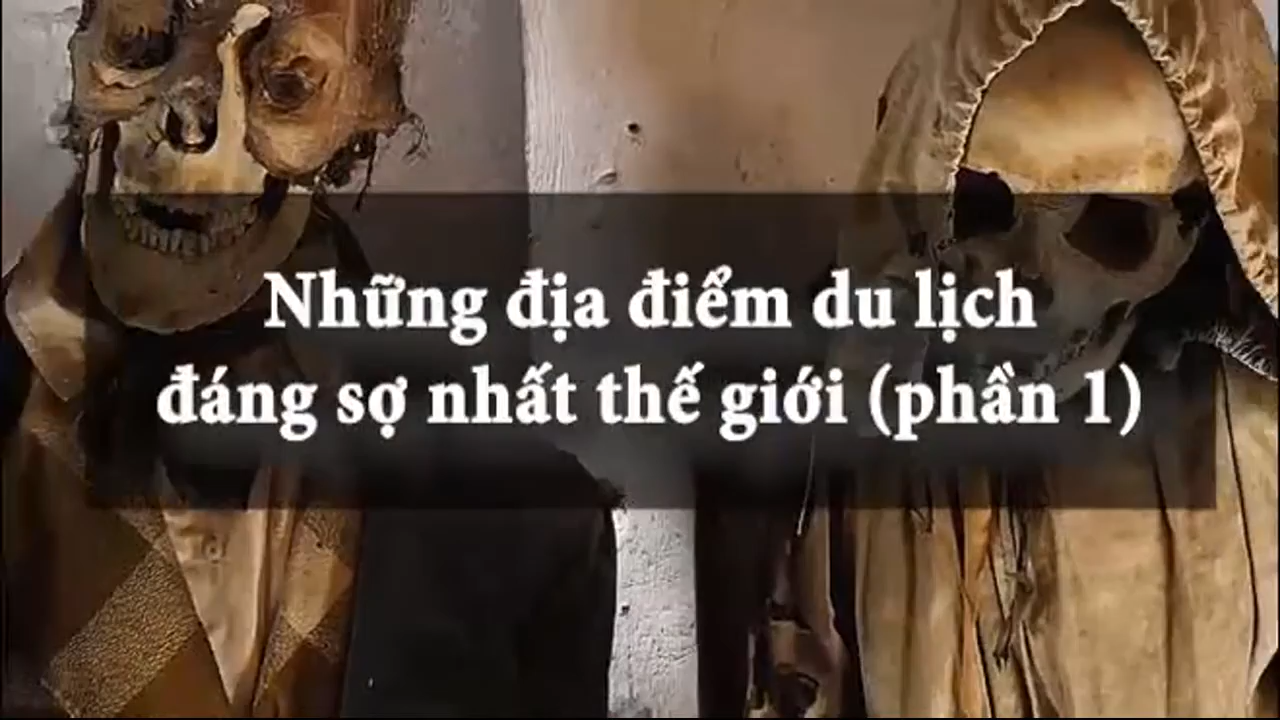 Những địa điểm du lịch
đáng sợ nhất thế giới (phần 1)